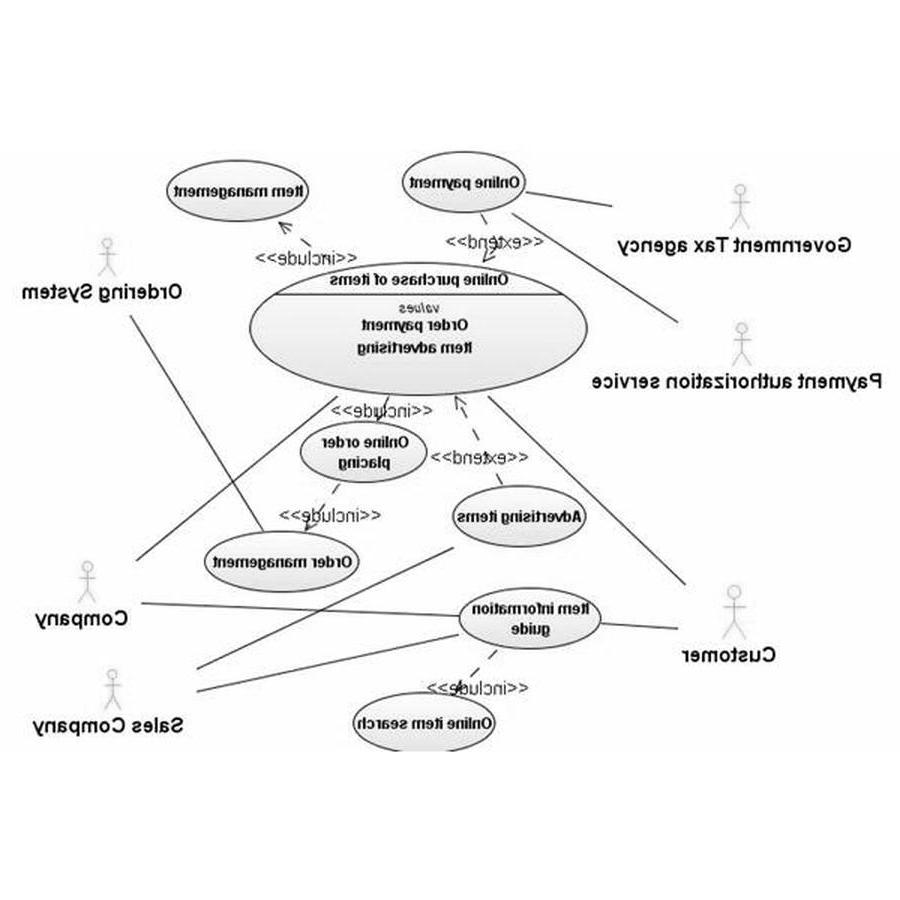 Online payment
Item management
Government Tax agency
<<extend>>
<<include>>
Online purchase of items
Ordering System
values
Order payment
Item advertising
Payment authorization service
<<include>>
Online order
placing
<<extend>>
<<include>>
Advertising items
Order management
Item information
guide
Company
Customer
<<include>>
Online item search
Sales Company